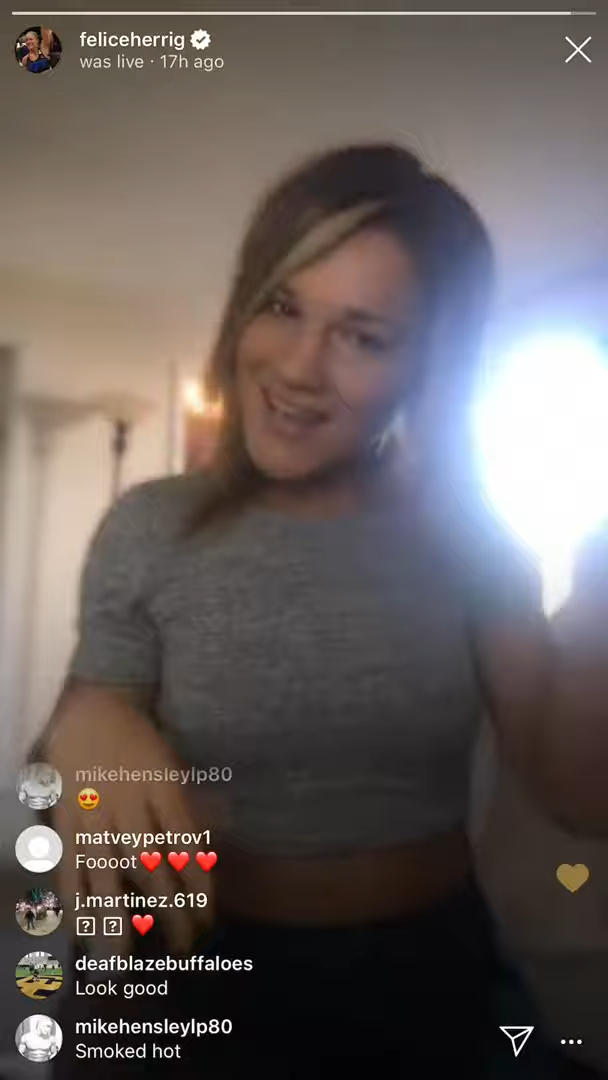 feliceherrig
was live · 17h ago
mikehensleylp80
😍
matveypetrov1
Foooot❤️❤️❤️
j.martinez.619
⍰ ⍰ ❤️
deafblazebuffaloes
Look good
mikehensleylp80
Smoked hot